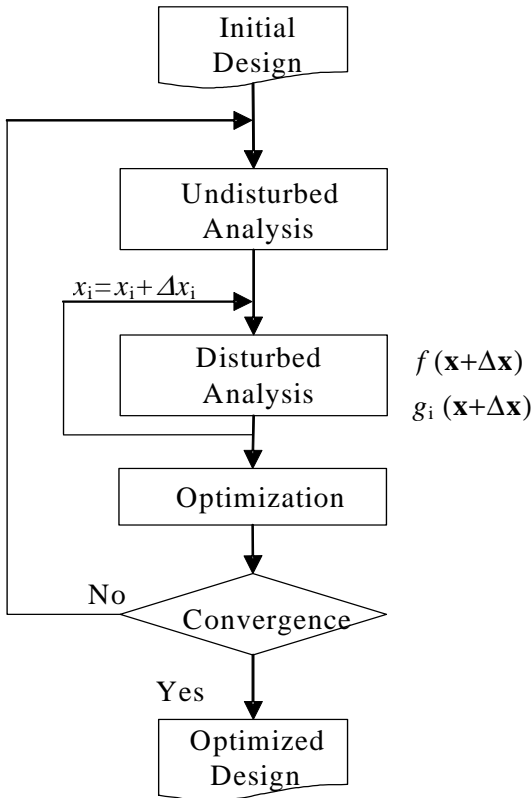 Initial
Design
Undisturbed
Analysis
xi=xi+Δxi
Disturbed
Analysis
f (x+Δx)
gi (x+Δx)
Optimization
No
Convergence
Yes
Optimized
Design